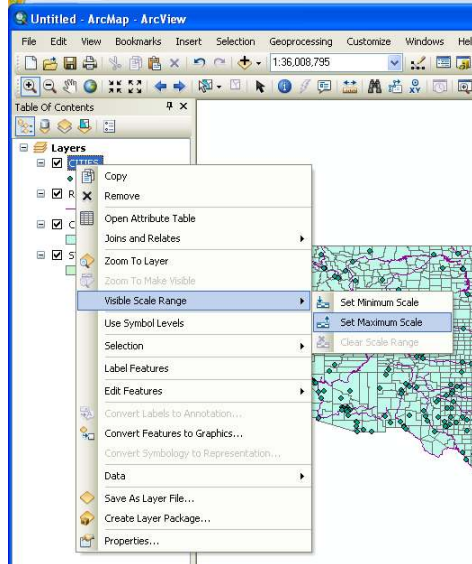 Untitled - ArcMap - ArcView
File Edit View Bookmarks Insert Selection Geoprocessing Customize Windows Hel
1:36,008,795
Table Of Contents
Layers
CITIES
R
C
S
Copy
Remove
Open Attribute Table
Joins and Relates
Zoom To Layer
Zoom To Make Visible
Visible Scale Range
Use Symbol Levels
Selection
Label Features
Edit Features
Convert Labels to Annotation...
Convert Features to Graphics...
Convert Symbology to Representation...
Data
Save As Layer File...
Create Layer Package...
Properties...
Set Minimum Scale
Set Maximum Scale
Clear Scale Range